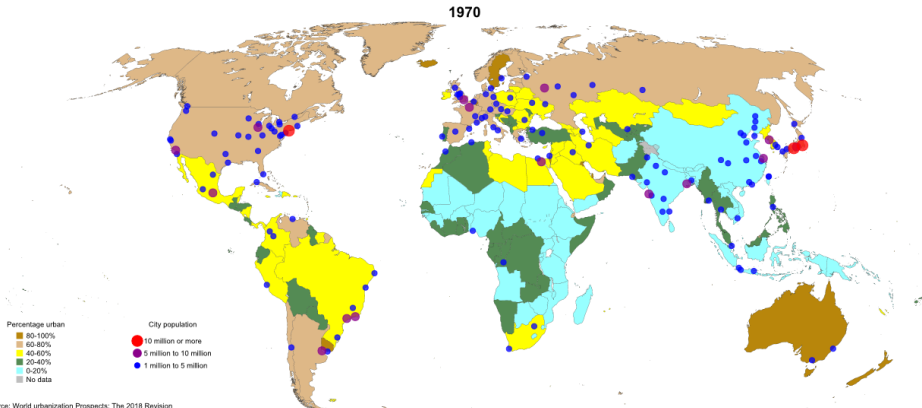 1970
Percentage urban
80-100%
60-80%
40-60%
20-40%
0-20%
No data
City population
10 million or more
5 million to 10 million
1 million to 5 million
rce: World urbanization Prospects: The 2018 Revision